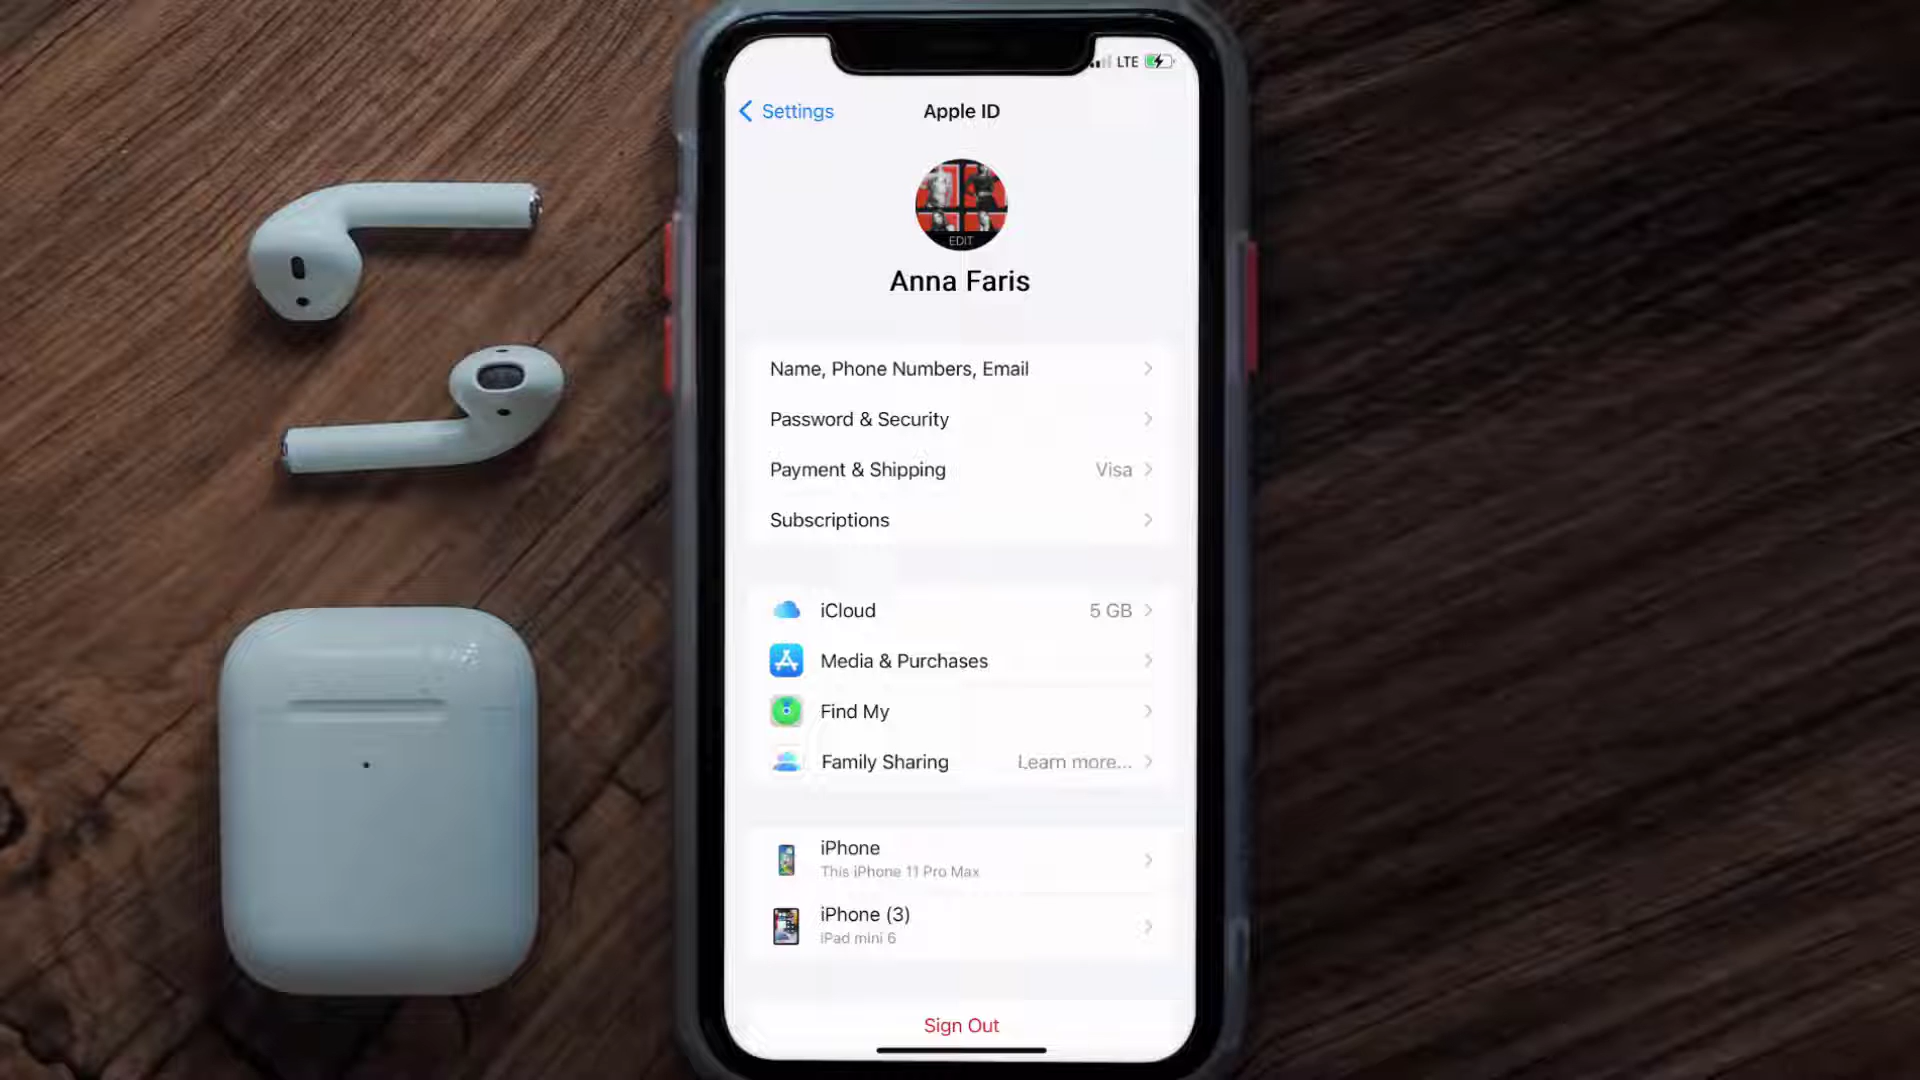 LTE
Settings
Apple ID
EDIT
Anna Faris
Name, Phone Numbers, Email
Password & Security
Payment & Shipping Visa
Subscriptions
iCloud 5 GB
Media & Purchases
Find My
Family Sharing Learn more...
iPhone
This iPhone 11 Pro Max
iPhone (3)
iPad mini 6
Sign Out